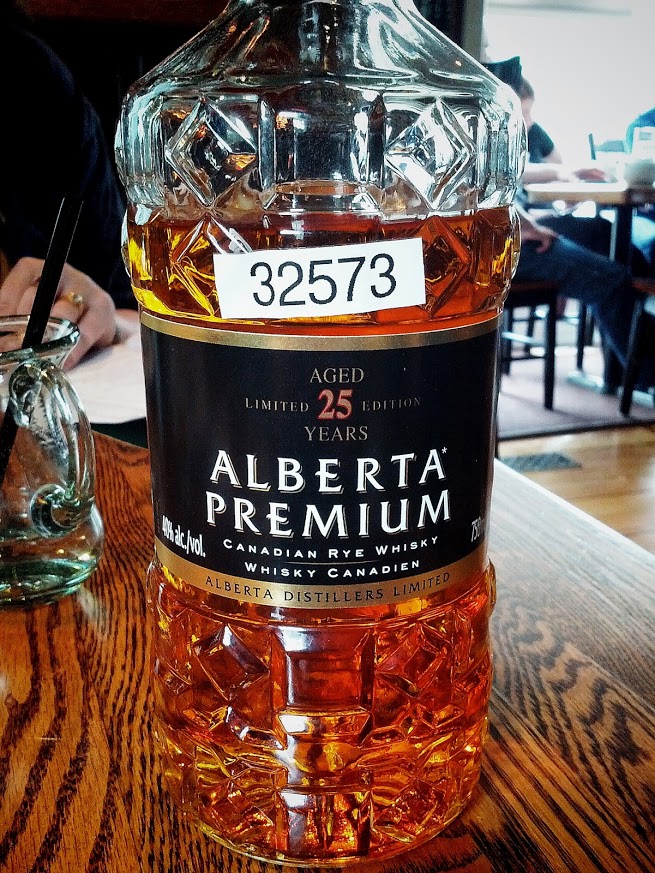 32573
AGED
LIMITED 25 EDITION
YEARS
ALBERTA*
PREMIUM
40% alc./vol.
CANADIAN RYE WHISKY
WHISKY CANADIEN
ALBERTA DISTILLERS LIMITED